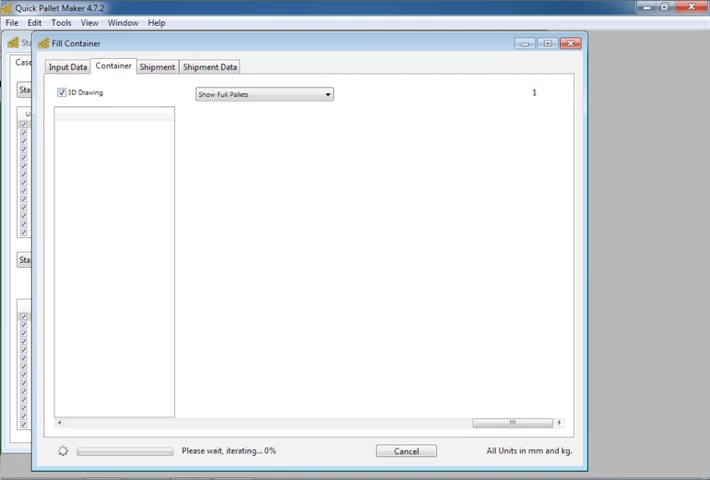 Quick Pallet Maker 4.7.2
File Edit Tools View Window Help
Fill Container
Input Data Container Shipment Shipment Data
3D Drawing Show Full Pallets 1
Please wait, iterating... 0% Cancel All Units in mm and kg.